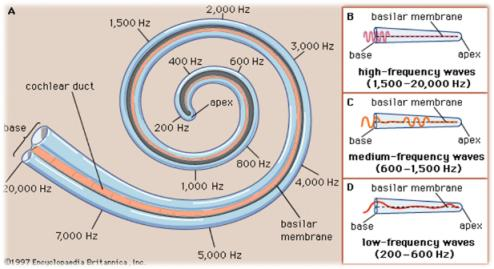 A
2,000 Hz
1,500 Hz
3,000 Hz
400 Hz
600 Hz
cochlear duct
apex
200 Hz
base
800 Hz
20,000 Hz
1,000 Hz
4,000 Hz
basilar
membrane
7,000 Hz
5,000 Hz
©1997 Encyclopaedia Britannica, Inc.
B
basilar membrane
base
apex
high-frequency waves
(1,500–20,000 Hz)
C
basilar membrane
base
apex
medium-frequency waves
(600–1,500 Hz)
D
basilar membrane
base
apex
low-frequency waves
(200–600 Hz)